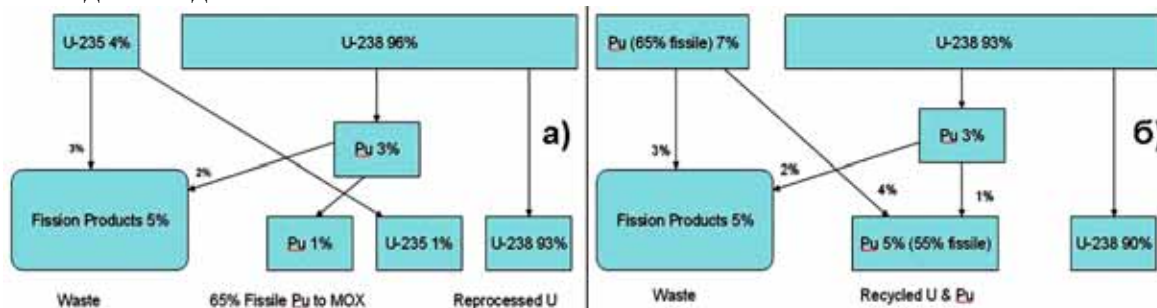 U-235 4%
U-238 96%
Pu 3%
а)
3%
2%
Fission Products 5%
Pu 1%
U-235 1%
U-238 93%
Waste
65% Fissile Pu to MOX
Reprocessed U
Pu (65% fissile) 7%
U-238 93%
Pu 3%
б)
3%
2%
4%
1%
Fission Products 5%
Pu 5% (55% fissile)
U-238 90%
Waste
Recycled U & Pu